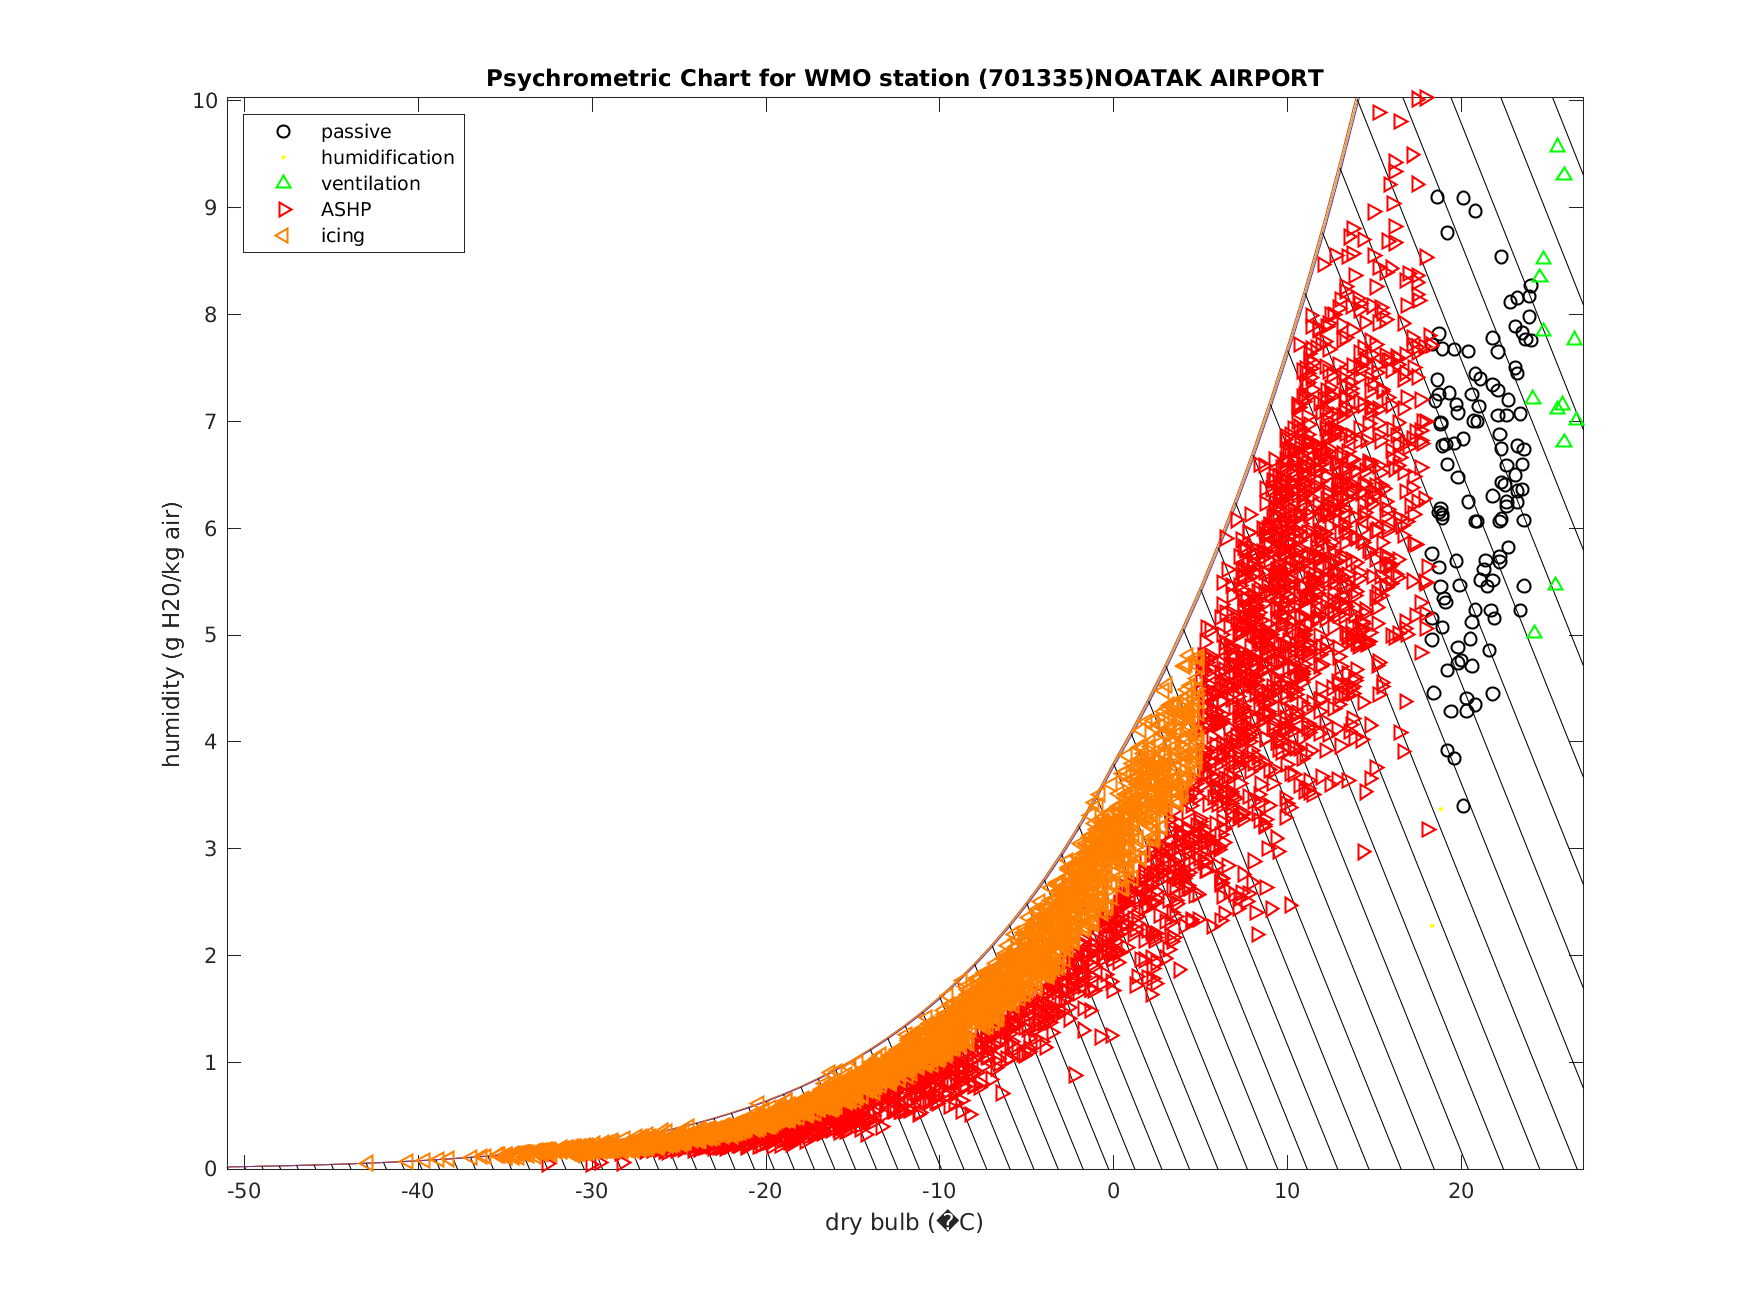 Psychrometric Chart for WMO station (701335)NOATAK AIRPORT
passive
humidification
ventilation
ASHP
icing
10
9
8
7
6
5
4
3
2
1
0
humidity (g H20/kg air)
-50 -40 -30 -20 -10 0 10 20
dry bulb (�C)